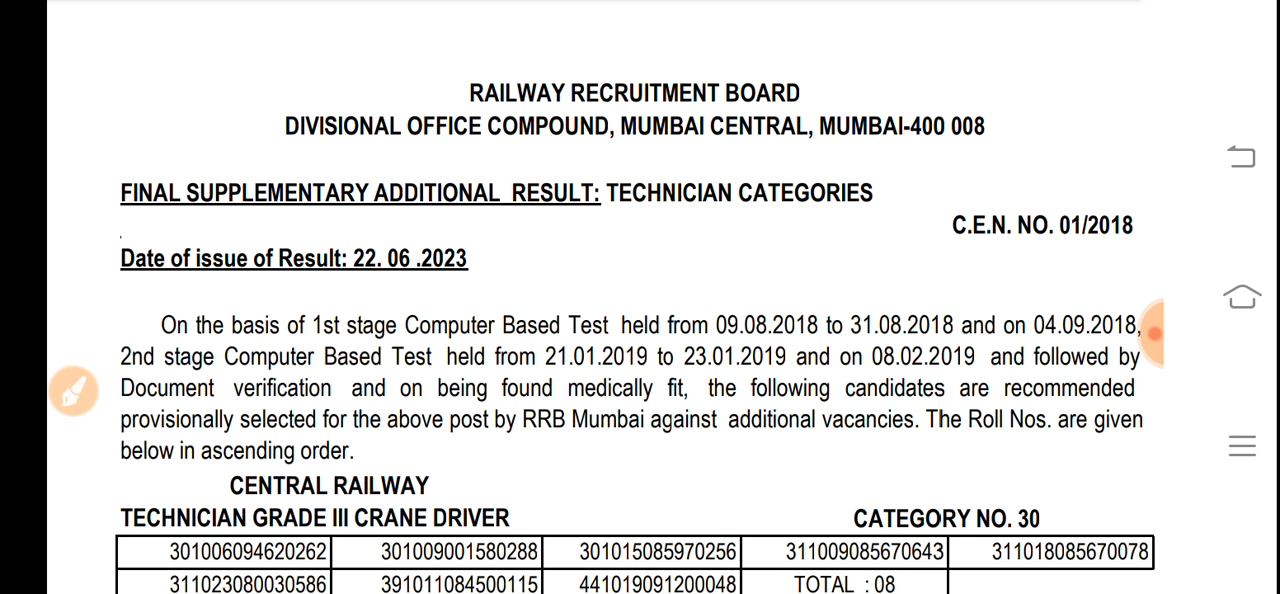 RAILWAY RECRUITMENT BOARD
DIVISIONAL OFFICE COMPOUND, MUMBAI CENTRAL, MUMBAI-400 008
FINAL SUPPLEMENTARY ADDITIONAL RESULT: TECHNICIAN CATEGORIES
C.E.N. NO. 01/2018
Date of issue of Result: 22. 06 .2023
On the basis of 1st stage Computer Based Test held from 09.08.2018 to 31.08.2018 and on 04.09.2018,
2nd stage Computer Based Test held from 21.01.2019 to 23.01.2019 and on 08.02.2019 and followed by
Document verification and on being found medically fit, the following candidates are recommended
provisionally selected for the above post by RRB Mumbai against additional vacancies. The Roll Nos. are given
below in ascending order.
CENTRAL RAILWAY
TECHNICIAN GRADE III CRANE DRIVER CATEGORY NO. 30
301006094620262 301009001580288 301015085970256 311009085670643 311018085670078
311023080030586 391011084500115 441019091200048 TOTAL : 08